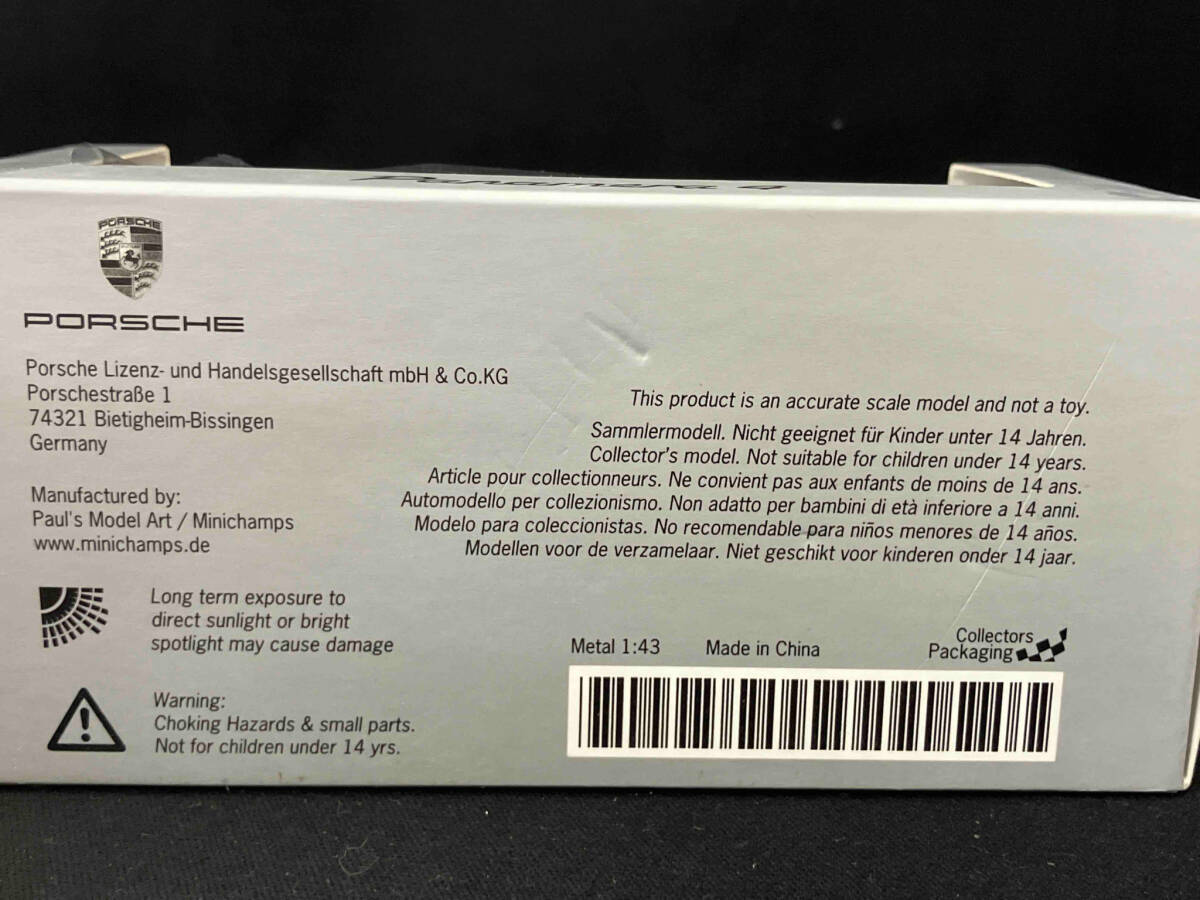 Panamera 4
PORSCHE
PORSCHE
Porsche Lizenz- und Handelsgesellschaft mbH & Co.KG
Porschestraße 1
74321 Bietigheim-Bissingen
Germany
Manufactured by:
Paul's Model Art / Minichamps
www.minichamps.de
Long term exposure to
direct sunlight or bright
spotlight may cause damage
Warning:
Choking Hazards & small parts.
Not for children under 14 yrs.
This product is an accurate scale model and not a toy.
Sammlermodell. Nicht geeignet für Kinder unter 14 Jahren.
Collector's model. Not suitable for children under 14 years.
Article pour collectionneurs. Ne convient pas aux enfants de moins de 14 ans.
Automodello per collezionismo. Non adatto per bambini di età inferiore a 14 anni.
Modelo para coleccionistas. No recomendable para niños menores de 14 años.
Modellen voor de verzamelaar. Niet geschikt voor kinderen onder 14 jaar.
Metal 1:43
Made in China
Collectors
Packaging